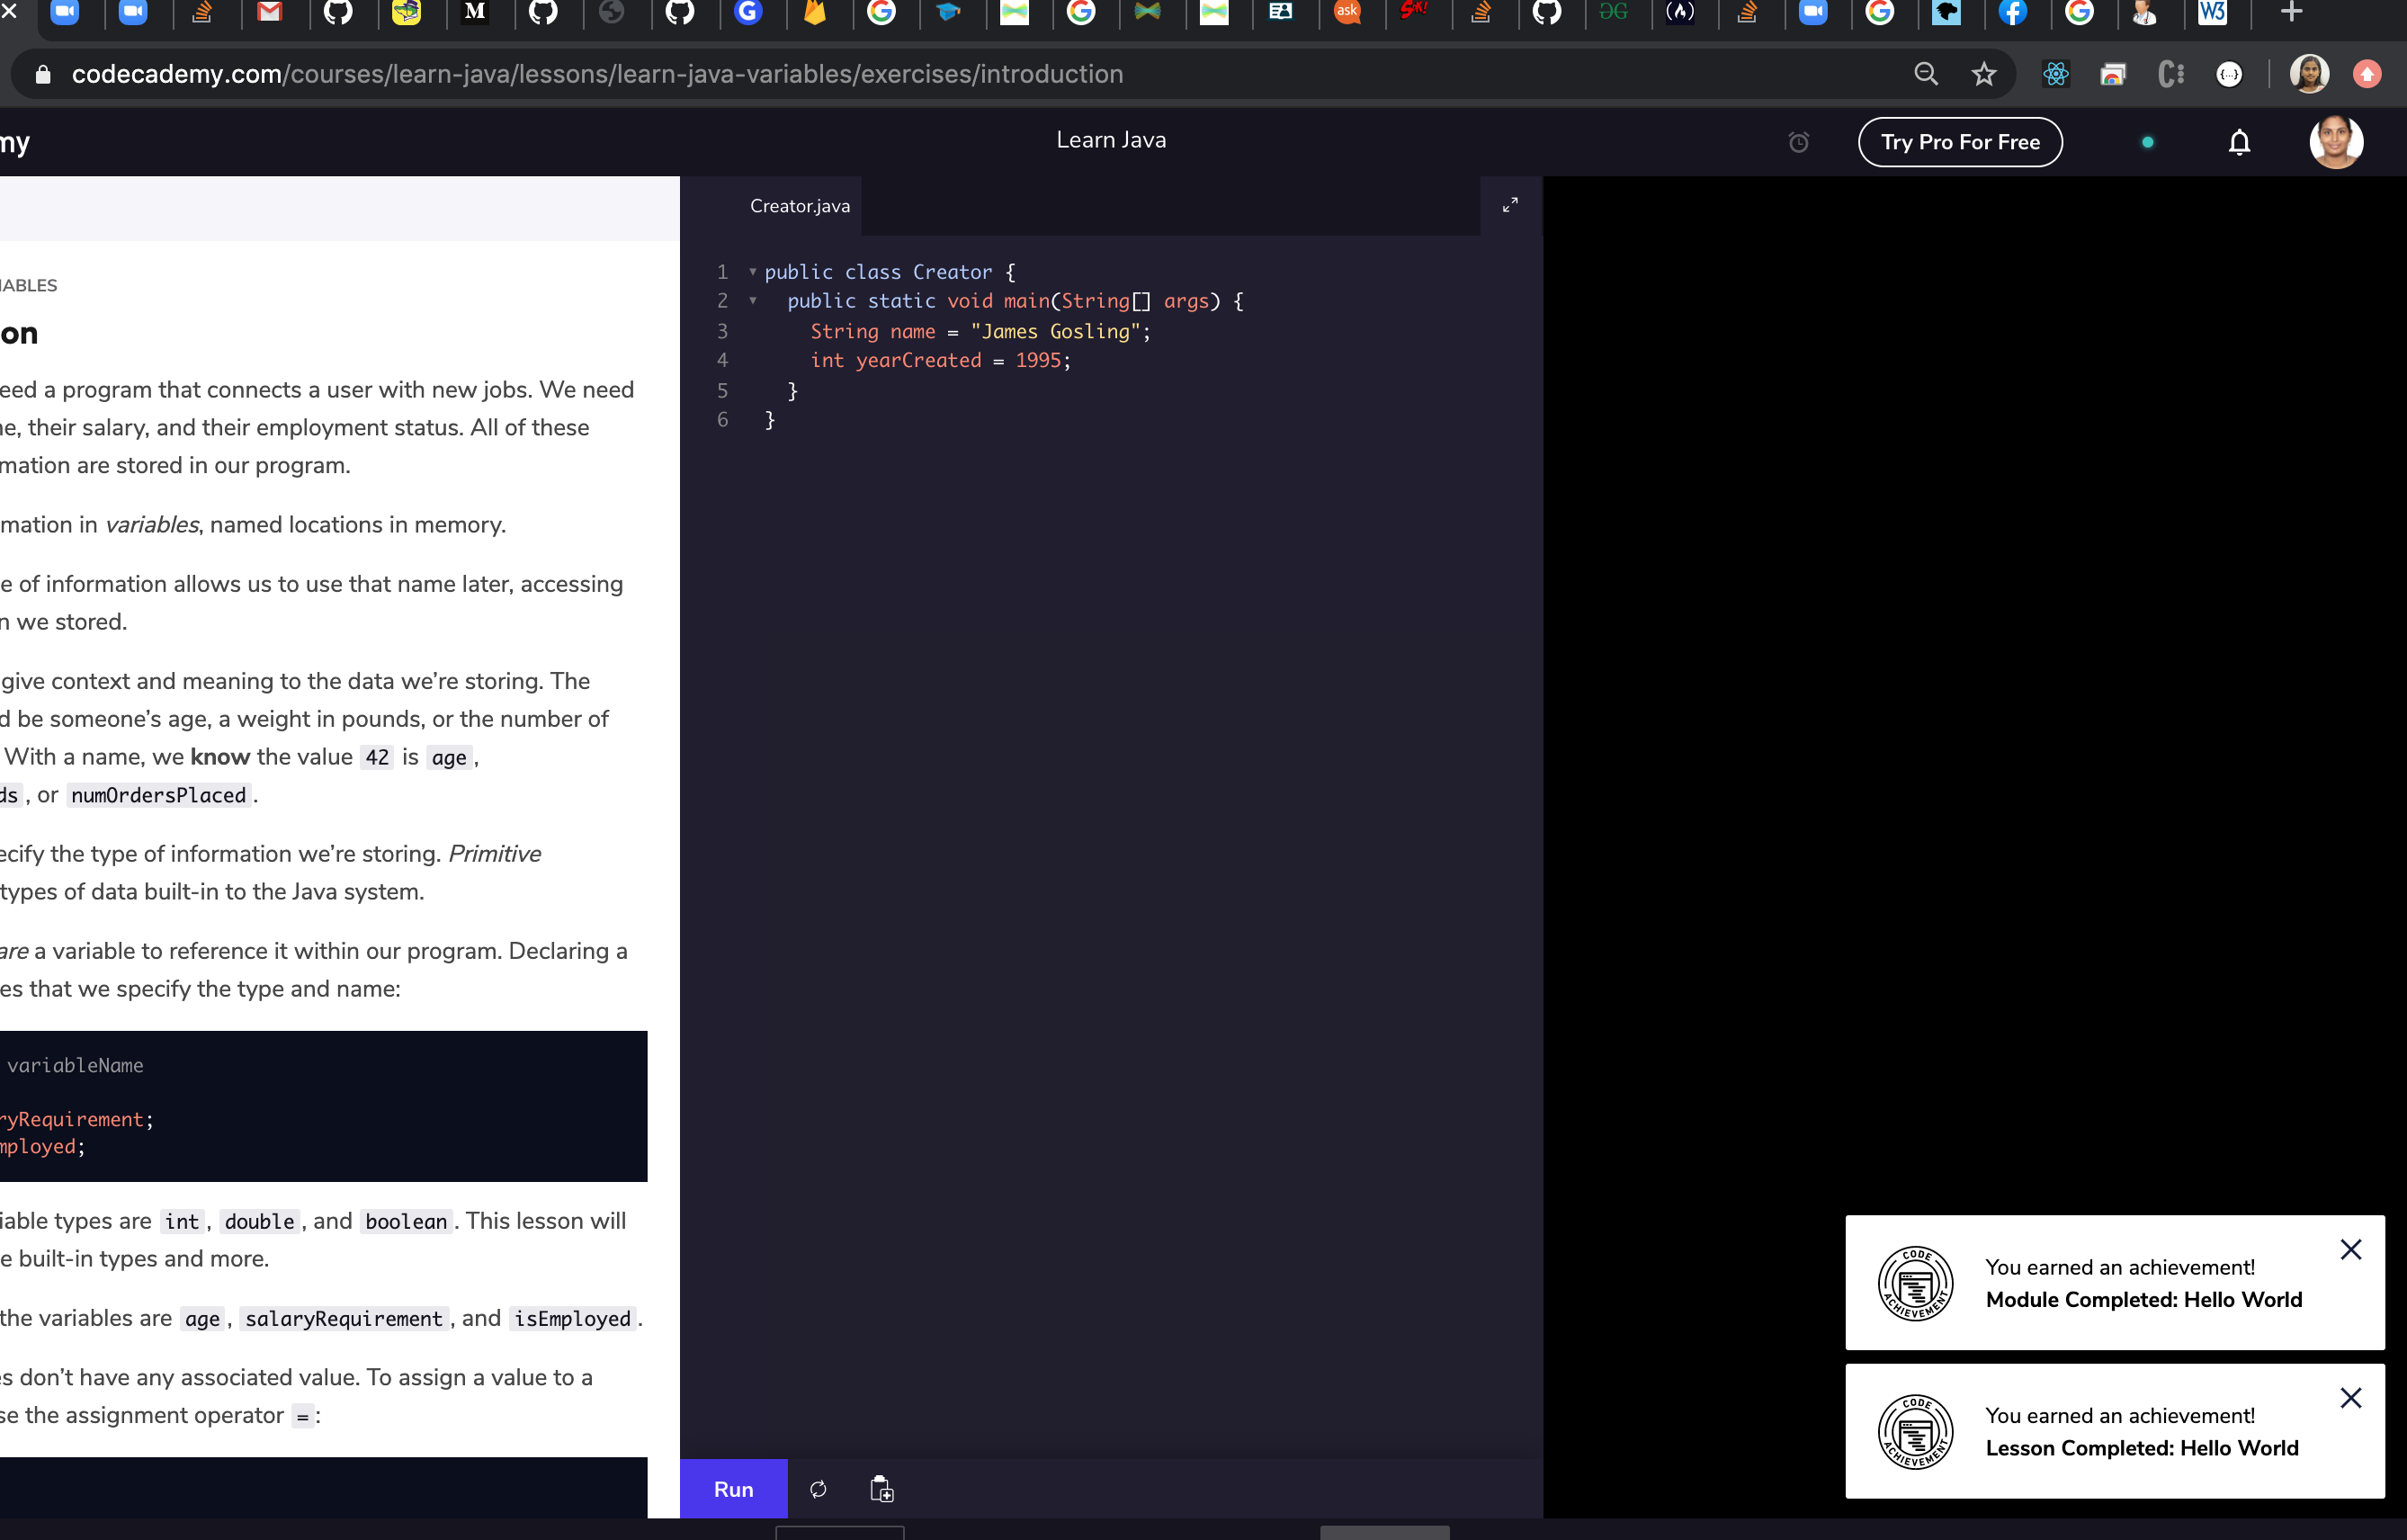 codecademy.com/courses/learn-java/lessons/learn-java-variables/exercises/introduction
my
Learn Java
Try Pro For Free
IABLES
on
eed a program that connects a user with new jobs. We need
ne, their salary, and their employment status. All of these
mation are stored in our program.
mation in variables, named locations in memory.
e of information allows us to use that name later, accessing
n we stored.
give context and meaning to the data we're storing. The
d be someone's age, a weight in pounds, or the number of
With a name, we know the value 42 is age,
ds, or numOrdersPlaced.
ecify the type of information we're storing. Primitive
types of data built-in to the Java system.
are a variable to reference it within our program. Declaring a
es that we specify the type and name:
variableName
ryRequirement;
mployed;
iable types are int, double, and boolean. This lesson will
e built-in types and more.
the variables are age, salaryRequirement, and isEmployed.
es don't have any associated value. To assign a value to a
se the assignment operator =:
Creator.java
1 public class Creator {
2 public static void main(String[] args) {
3 String name = "James Gosling";
4 int yearCreated = 1995;
5 }
6 }
Run
CODE ACHIEVEMENT
You earned an achievement!
Module Completed: Hello World
CODE ACHIEVEMENT
You earned an achievement!
Lesson Completed: Hello World